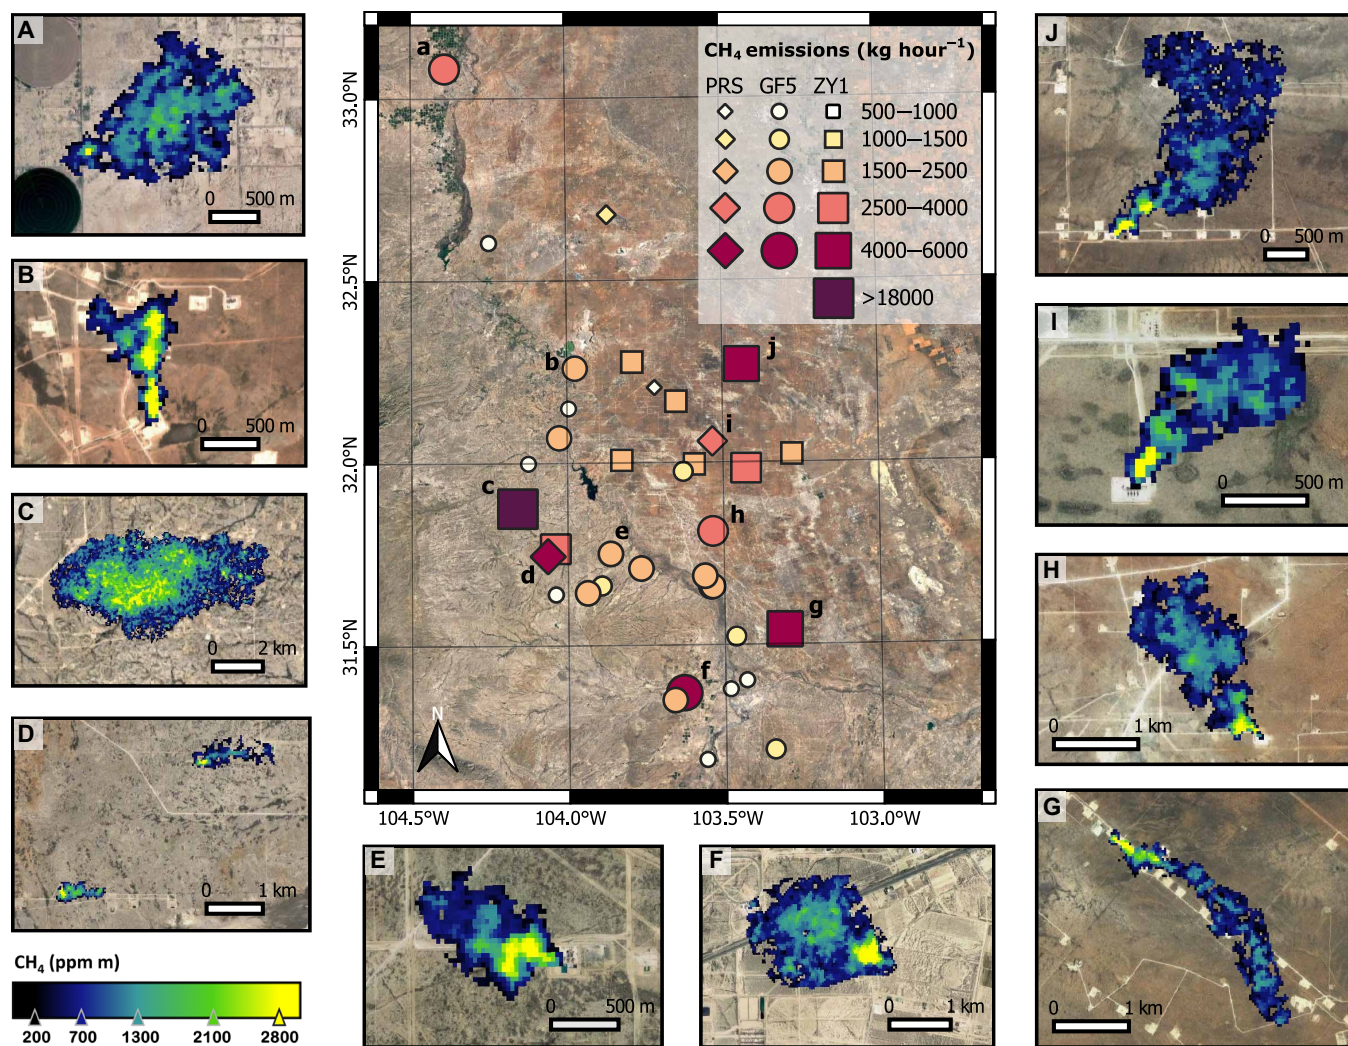 A
0 500 m
B
0 500 m
C
0 2 km
D
0 1 km
CH₄ (ppm m)
200 700 1300 2100 2800
CH₄ emissions (kg hour⁻¹)
PRS GF5 ZY1
500–1000
1000–1500
1500–2500
2500–4000
4000–6000
>18000
a
b
j
i
c
h
e
d
g
f
N
33.0°N
32.5°N
32.0°N
31.5°N
104.5°W 104.0°W 103.5°W 103.0°W
E
0 500 m
F
0 1 km
J
0 500 m
I
0 500 m
H
0 1 km
G
0 1 km